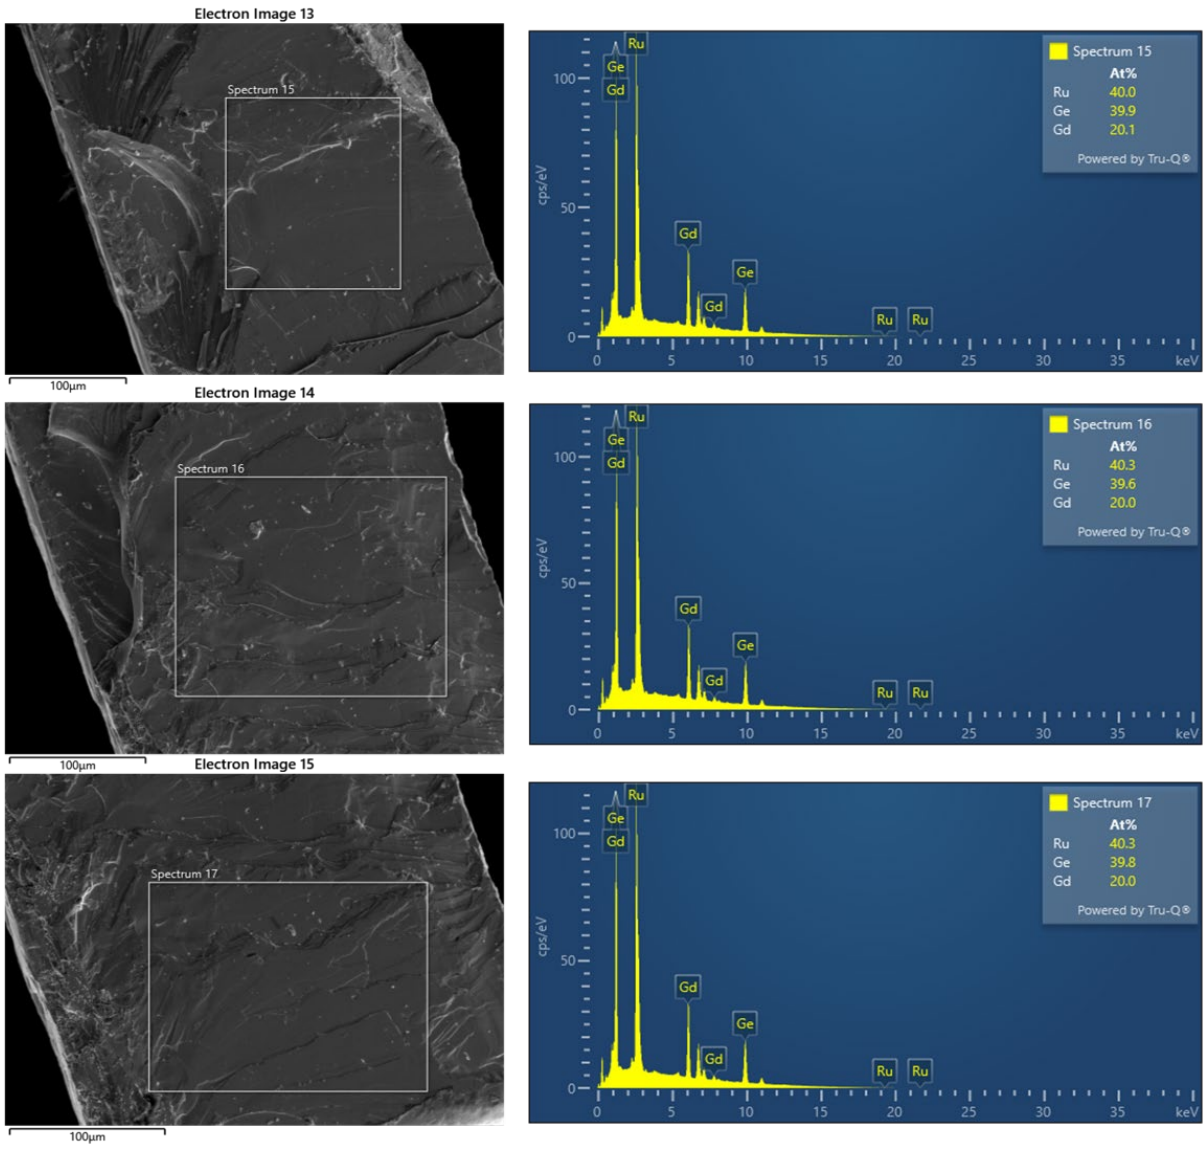 Electron Image 13
Spectrum 15
100µm
cps/eV
100
50
0
Ge
Gd
Ru
Gd
Gd
Ge
Ru
Ru
0 5 10 15 20 25 30 35 keV
Spectrum 15
At%
Ru 40.0
Ge 39.9
Gd 20.1
Powered by Tru-Q®
Electron Image 14
Spectrum 16
100µm
cps/eV
100
50
0
Ge
Gd
Ru
Gd
Gd
Ge
Ru
Ru
0 5 10 15 20 25 30 35 keV
Spectrum 16
At%
Ru 40.3
Ge 39.6
Gd 20.0
Powered by Tru-Q®
Electron Image 15
Spectrum 17
100µm
cps/eV
100
50
0
Ge
Gd
Ru
Gd
Gd
Ge
Ru
Ru
0 5 10 15 20 25 30 35 keV
Spectrum 17
At%
Ru 40.3
Ge 39.8
Gd 20.0
Powered by Tru-Q®